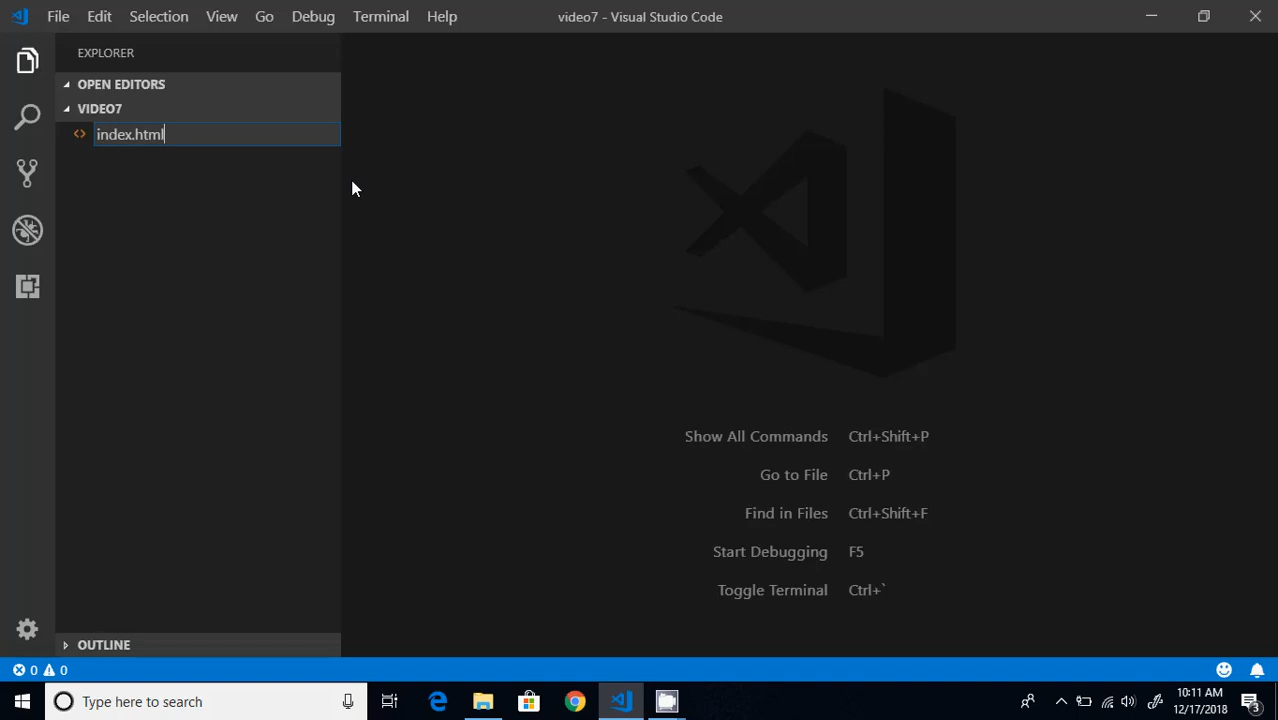 File Edit Selection View Go Debug Terminal Help video7 - Visual Studio Code
EXPLORER
OPEN EDITORS
VIDEO7
index.html
Show All Commands Ctrl+Shift+P
Go to File Ctrl+P
Find in Files Ctrl+Shift+F
Start Debugging F5
Toggle Terminal Ctrl+`
OUTLINE
0 0
Type here to search
10:11 AM
12/17/2018
3